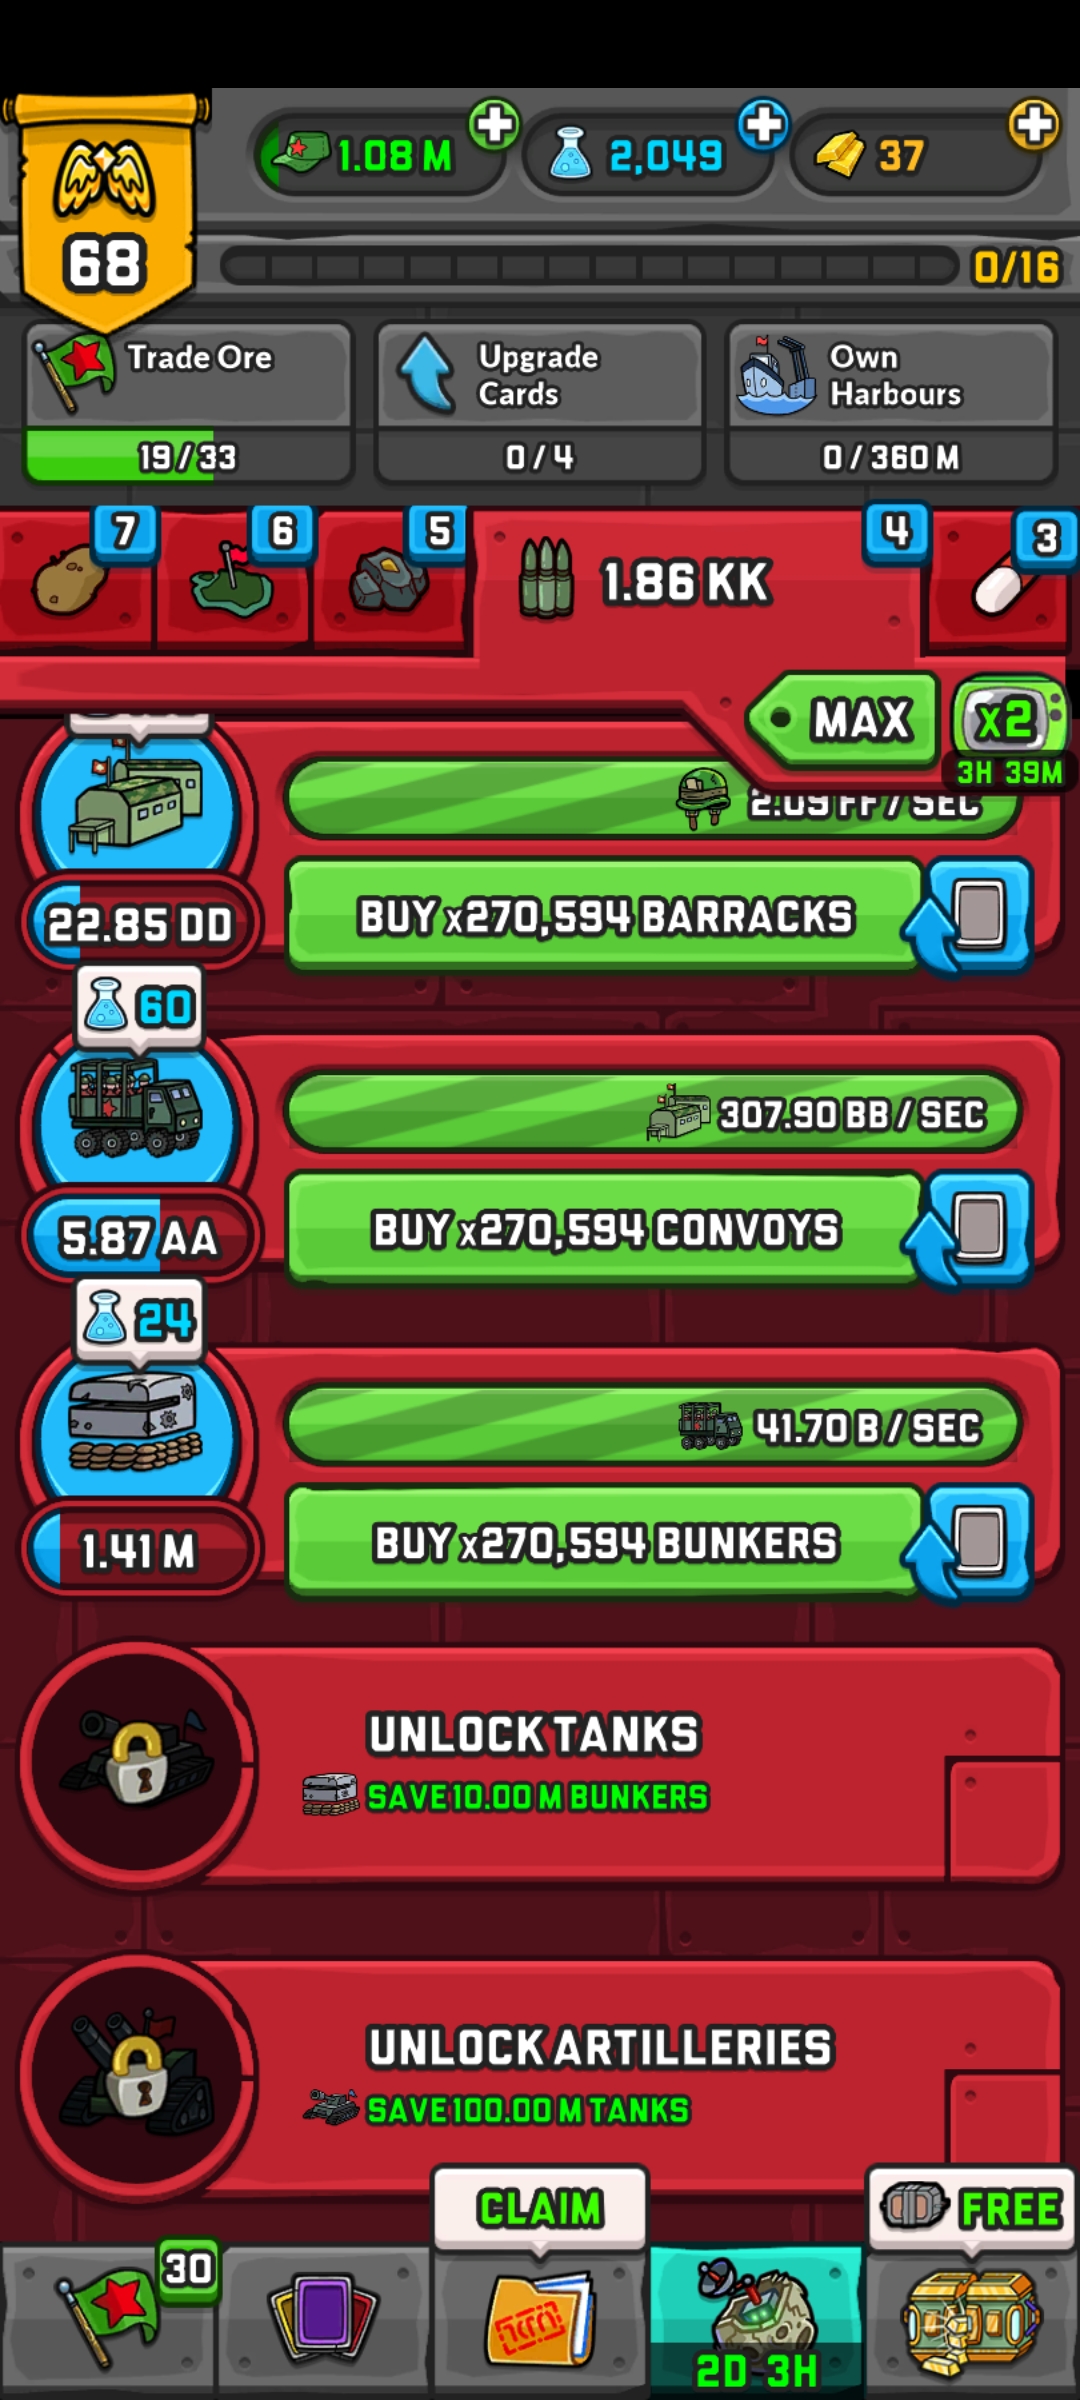 1.08 M
2,049
37
68
0/16
Trade Ore
19/33
Upgrade
Cards
0/4
Own
Harbours
0/360 M
7
6
5
1.86 KK
4
3
MAX
x2
3H 39M
2.09 FF / SEC
22.85 DD
BUY x270,594 BARRACKS
60
307.90 BB / SEC
5.87 AA
BUY x270,594 CONVOYS
24
41.70 B / SEC
1.41 M
BUY x270,594 BUNKERS
UNLOCK TANKS
SAVE 10.00 M BUNKERS
UNLOCK ARTILLERIES
SAVE 100.00 M TANKS
CLAIM
FREE
30
2D 3H